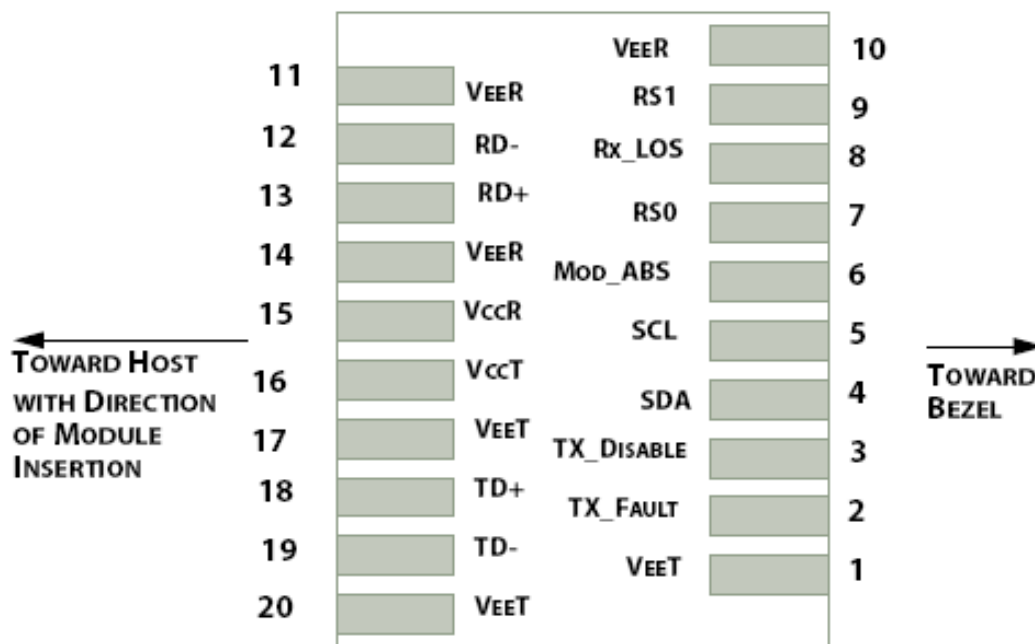 VEER 10
11 VEER
RS1 9
12 RD-
Rx_LOS 8
13 RD+
RS0 7
14 VEER
MOD_ABS 6
15 VCCR
SCL 5
TOWARD HOST
WITH DIRECTION
OF MODULE
INSERTION
TOWARD
BEZEL
16 VCCT
SDA 4
17 VEET
TX_DISABLE 3
18 TD+
TX_FAULT 2
19 TD-
VEET 1
20 VEET